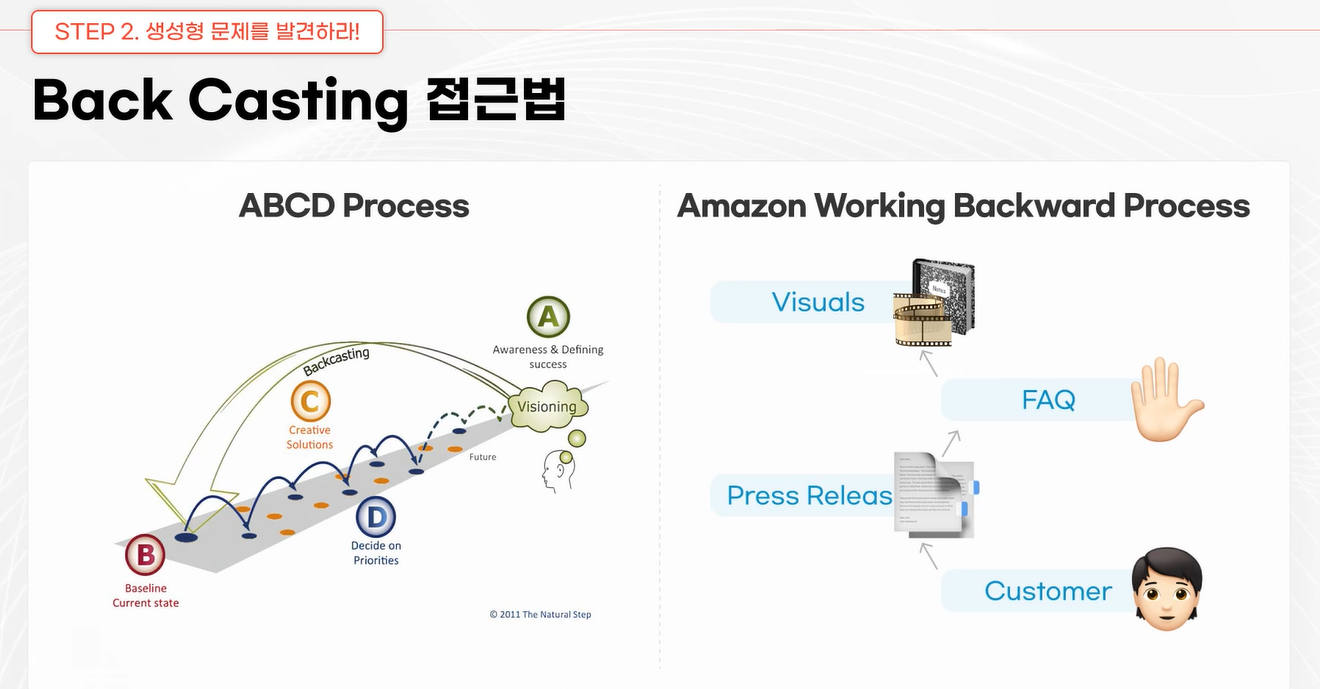 STEP 2. 생성형 문제를 발견하라!
Back Casting 접근법
ABCD Process
A
Awareness & Defining
success
Backcasting
C
Creative
Solutions
Visioning
Future
D
Decide on
Priorities
B
Baseline
Current state
© 2011 The Natural Step
Amazon Working Backward Process
Visuals
Notes
FAQ
Press Releas
Customer